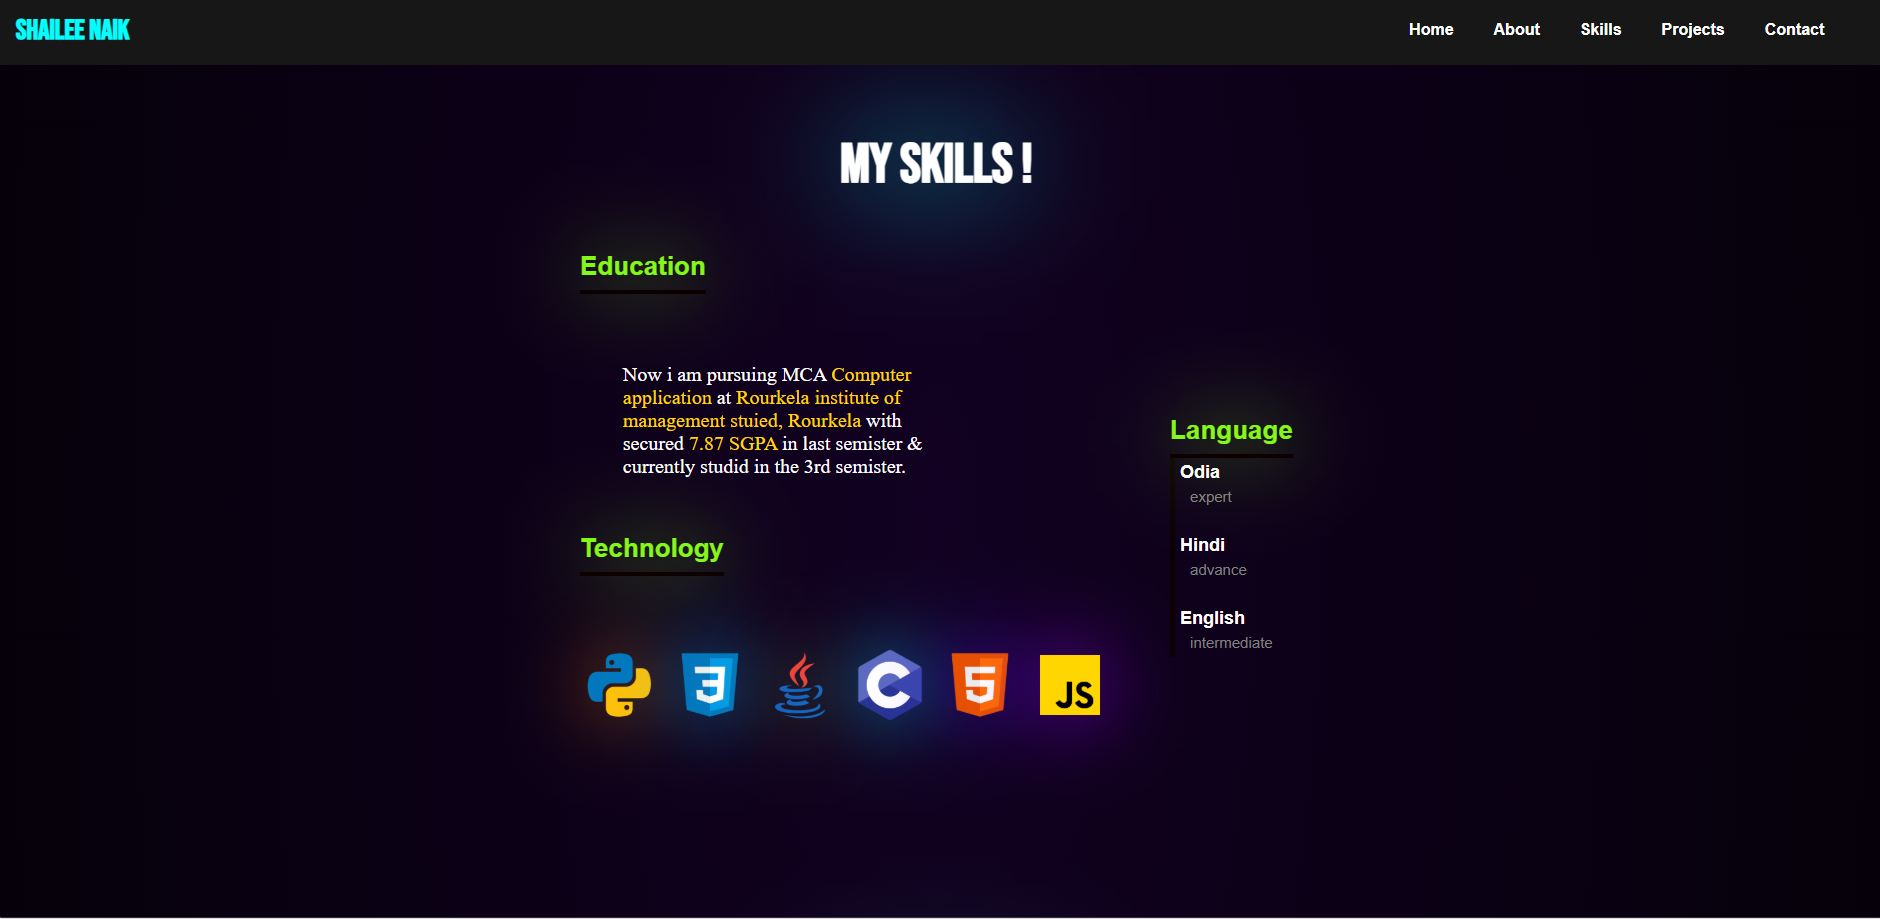 SHAILEE NAIK
Home About Skills Projects Contact
MY SKILLS !
Education
Now i am pursuing MCA Computer
application at Rourkela institute of
management stuied, Rourkela with
secured 7.87 SGPA in last semister &
currently studid in the 3rd semister.
Technology
3
C
5
JS
Language
Odia
expert
Hindi
advance
English
intermediate